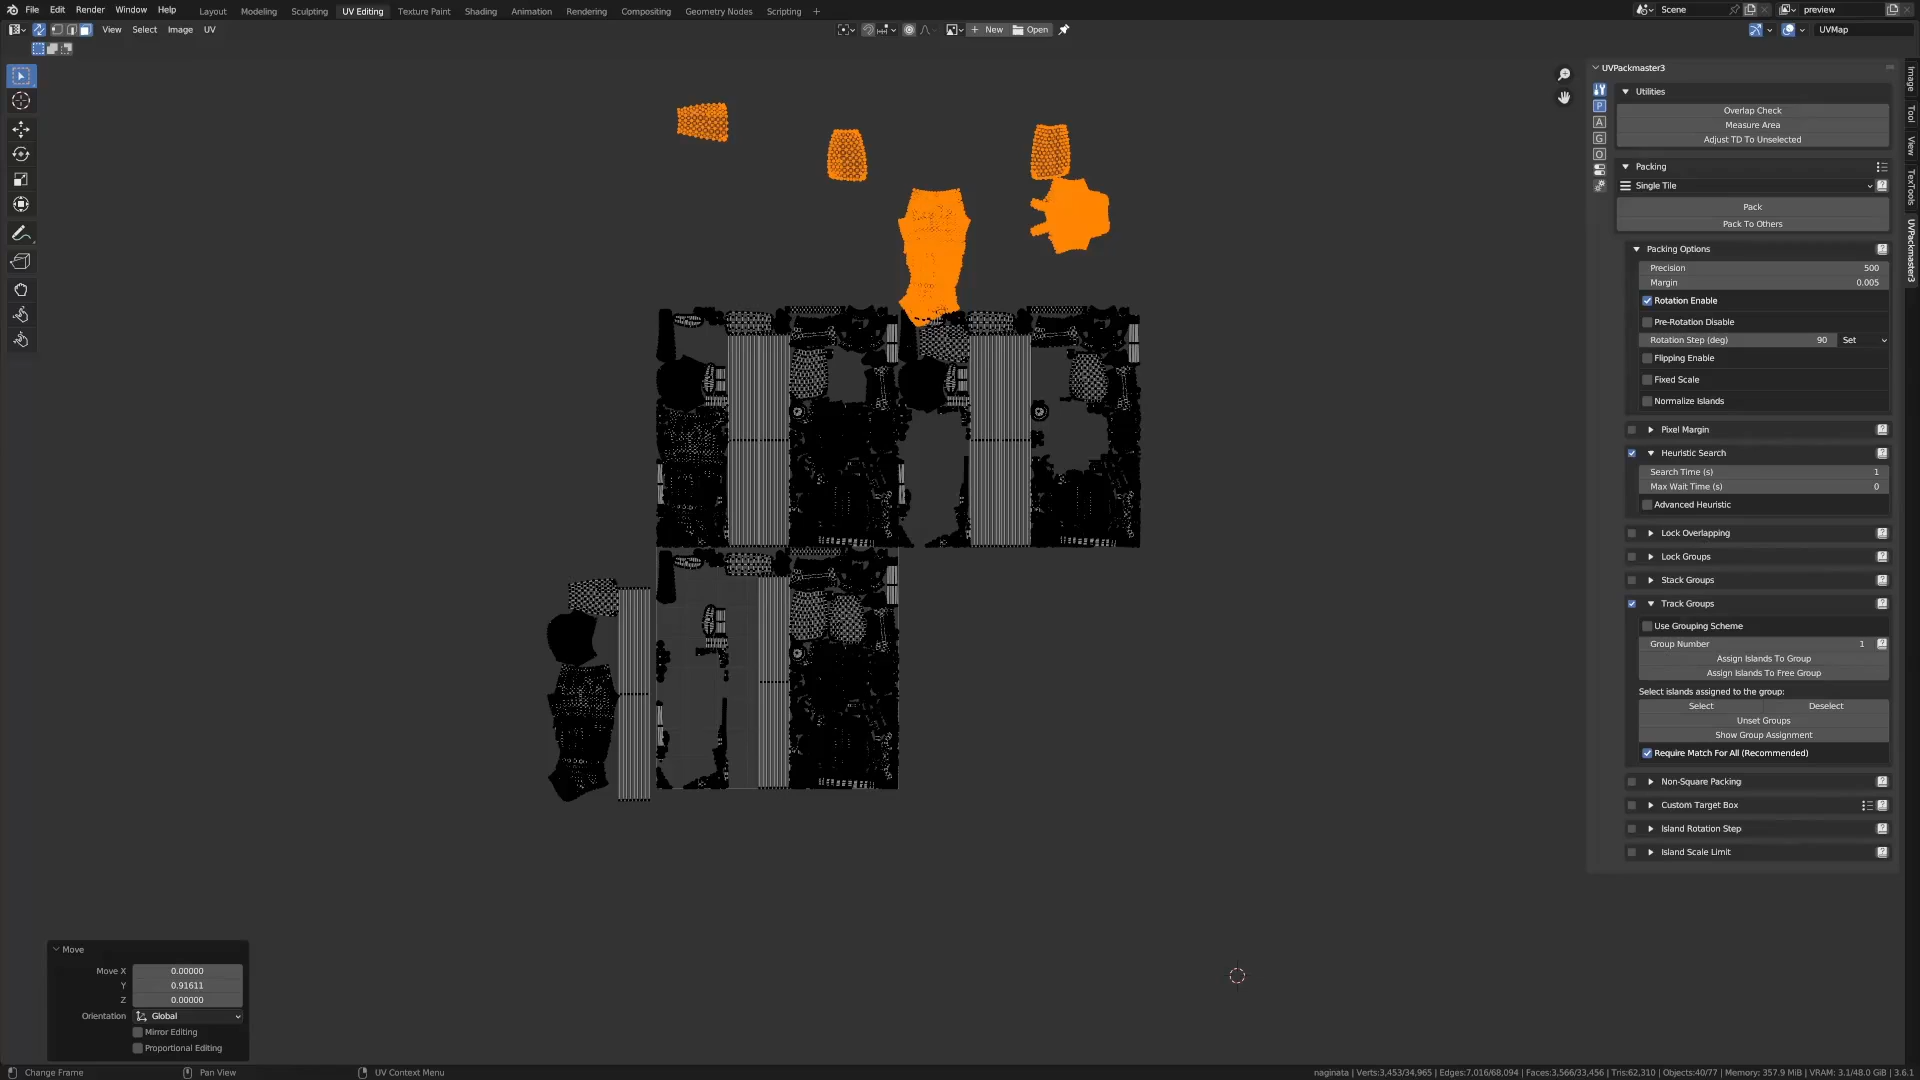 File Edit Render Window Help Layout Modeling Sculpting UV Editing Texture Paint Shading Animation Rendering Compositing Geometry Nodes Scripting + Scene preview
View Select Image UV New Open UVMap
UVPackmaster3
Utilities
Overlap Check
Measure Area
Adjust TD To Unselected
Packing
Single Tile
Pack
Pack To Others
Packing Options
Precision 500
Margin 0.005
Rotation Enable
Pre-Rotation Disable
Rotation Step (deg) 90 Set
Flipping Enable
Fixed Scale
Normalize Islands
Pixel Margin
Heuristic Search
Search Time (s) 1
Max Wait Time (s) 0
Advanced Heuristic
Lock Overlapping
Lock Groups
Stack Groups
Track Groups
Use Grouping Scheme
Group Number 1
Assign Islands To Group
Assign Islands To Free Group
Select islands assigned to the group:
Select Deselect
Unset Groups
Show Group Assignment
Require Match For All (Recommended)
Non-Square Packing
Custom Target Box
Island Rotation Step
Island Scale Limit
P
A
G
O
Image
Tool
View
TexTools
UVPackmaster3
Move
Move X 0.00000
Y 0.91611
Z 0.00000
Orientation Global
Mirror Editing
Proportional Editing
Change Frame Pan View UV Context Menu
naginata | Verts:3,453/34,965 | Edges:7,016/68,094 | Faces:3,566/33,456 | Tris:62,310 | Objects:40/77 | Memory: 357.9 MiB | VRAM: 3.1/48.0 GiB | 3.6.1